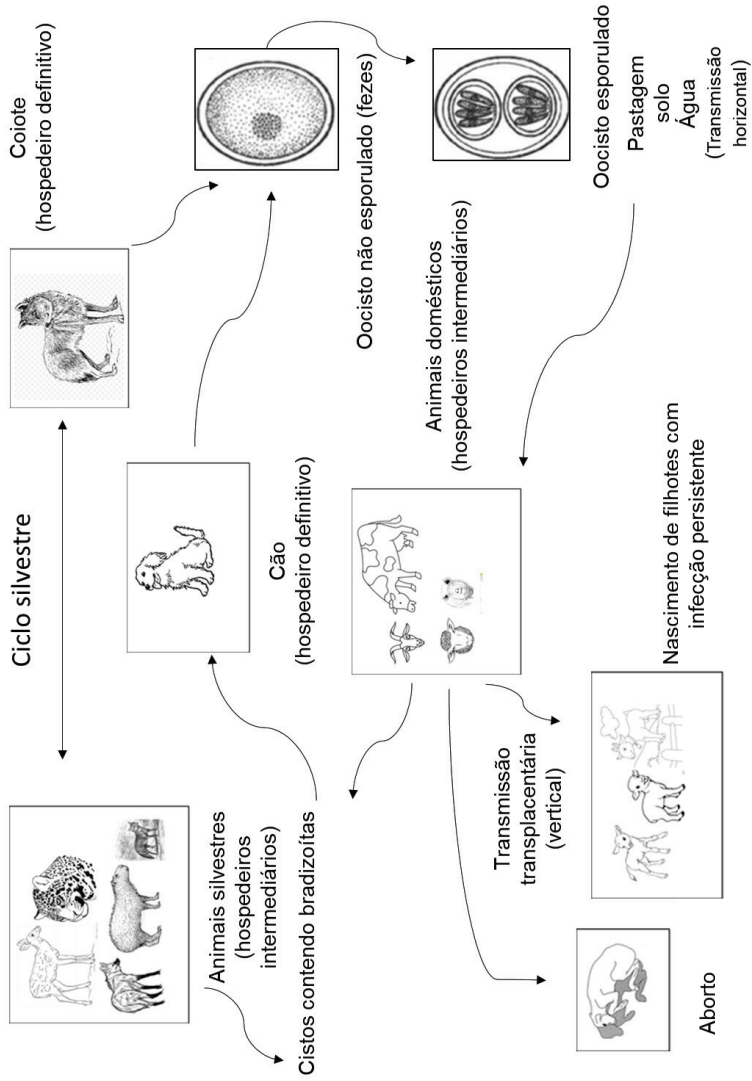 Ciclo silvestre
Coiote
(hospedeiro definitivo)
Cão
(hospedeiro definitivo)
Oocisto não esporulado (fezes)
Oocisto esporulado
Pastagem
solo
Água
(Transmissão
horizontal)
Animais silvestres
(hospedeiros
intermediários)
Cistos contendo bradizoítas
Animais domésticos
(hospedeiros intermediários)
Transmissão
transplacentária
(vertical)
Aborto
Nascimento de filhotes com
infecção persistente